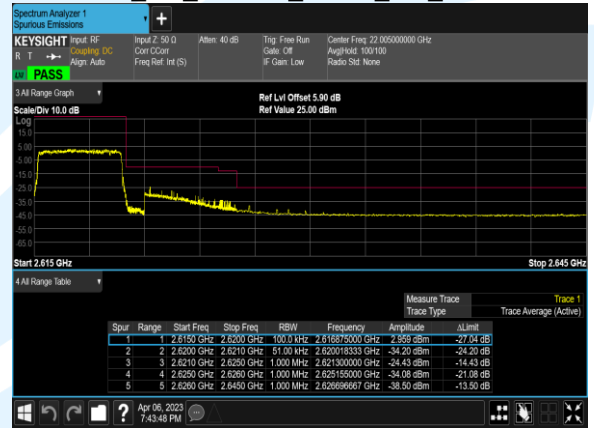 Spectrum Analyzer 1
Spurious Emissions
+
KEYSIGHT Input: RF Input Z: 50 Ω Atten: 40 dB Trig: Free Run Center Freq: 22.005000000 GHz
R T Coupling: DC Corr CCorr Gate: Off Avg|Hold: 100/100
Align: Auto Freq Ref: Int (S) IF Gain: Low Radio Std: None
PASS
3 All Range Graph
Ref Lvl Offset 5.90 dB
Scale/Div 10.0 dB Ref Value 25.00 dBm
Log
15.0
5.00
-5.00
-15.0
-25.0
-35.0
-45.0
-55.0
-65.0
Start 2.615 GHz Stop 2.645 GHz
4 All Range Table
Measure Trace Trace 1
Trace Type Trace Average (Active)
Spur Range Start Freq Stop Freq RBW Frequency Amplitude ΔLimit
1 1 2.6150 GHz 2.6200 GHz 100.0 kHz 2.616875000 GHz 2.959 dBm -27.04 dB
2 2 2.6200 GHz 2.6210 GHz 51.00 kHz 2.620018333 GHz -34.20 dBm -24.20 dB
3 3 2.6210 GHz 2.6250 GHz 1.000 MHz 2.621300000 GHz -24.43 dBm -14.43 dB
4 4 2.6250 GHz 2.6260 GHz 1.000 MHz 2.625155000 GHz -34.08 dBm -21.08 dB
5 5 2.6260 GHz 2.6450 GHz 1.000 MHz 2.626696667 GHz -38.50 dBm -13.50 dB
? Apr 06, 2023
7:43:48 PM